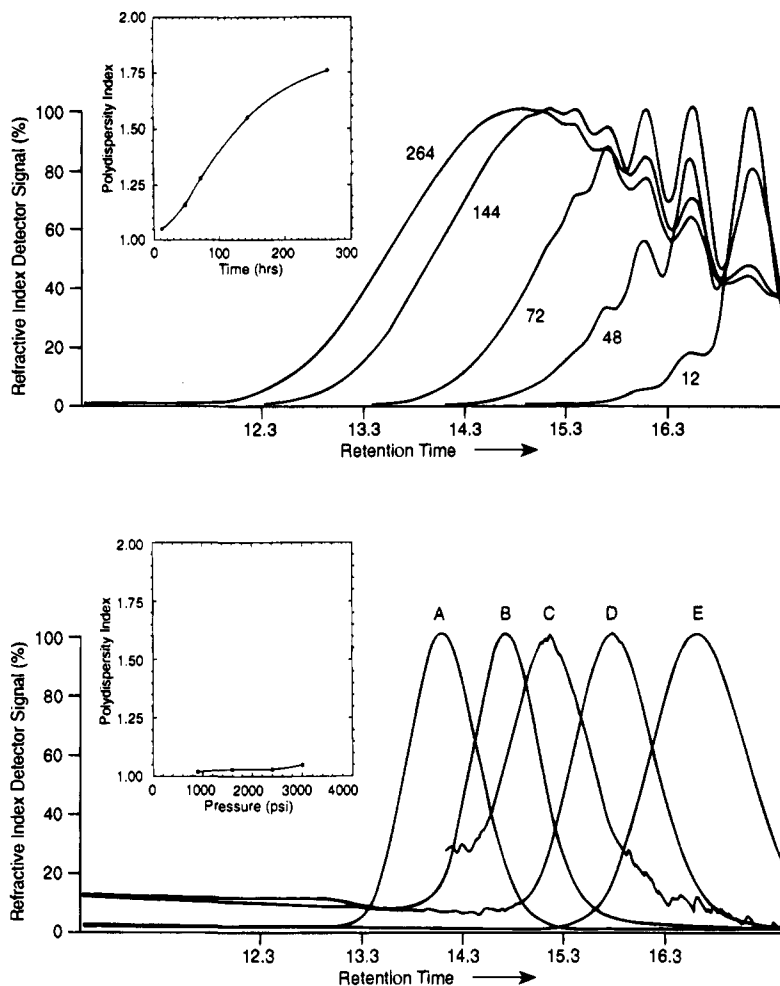 2.00
1.75
1.50
1.25
1.00
Polydispersity Index
0 100 200 300
Time (hrs)
100
80
60
40
20
0
Refractive Index Detector Signal (%)
264
144
72
48
12
12.3 13.3 14.3 15.3 16.3
Retention Time
2.00
1.75
1.50
1.25
1.00
Polydispersity Index
0 1000 2000 3000 4000
Pressure (psi)
A B C D E
100
80
60
40
20
0
Refractive Index Detector Signal (%)
12.3 13.3 14.3 15.3 16.3
Retention Time